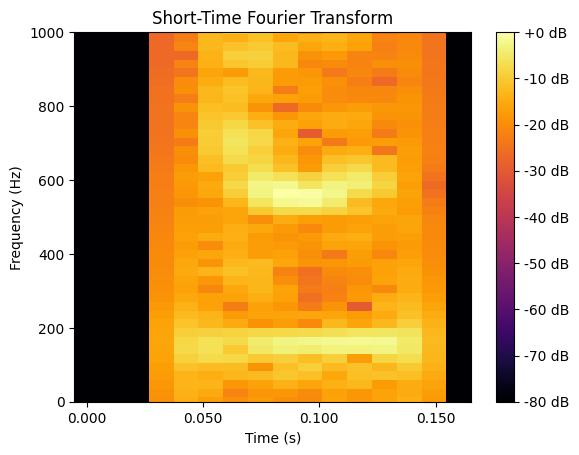 Short-Time Fourier Transform
1000
800
600
400
200
0
Frequency (Hz)
0.000
0.050
0.100
0.150
Time (s)
+0 dB
-10 dB
-20 dB
-30 dB
-40 dB
-50 dB
-60 dB
-70 dB
-80 dB